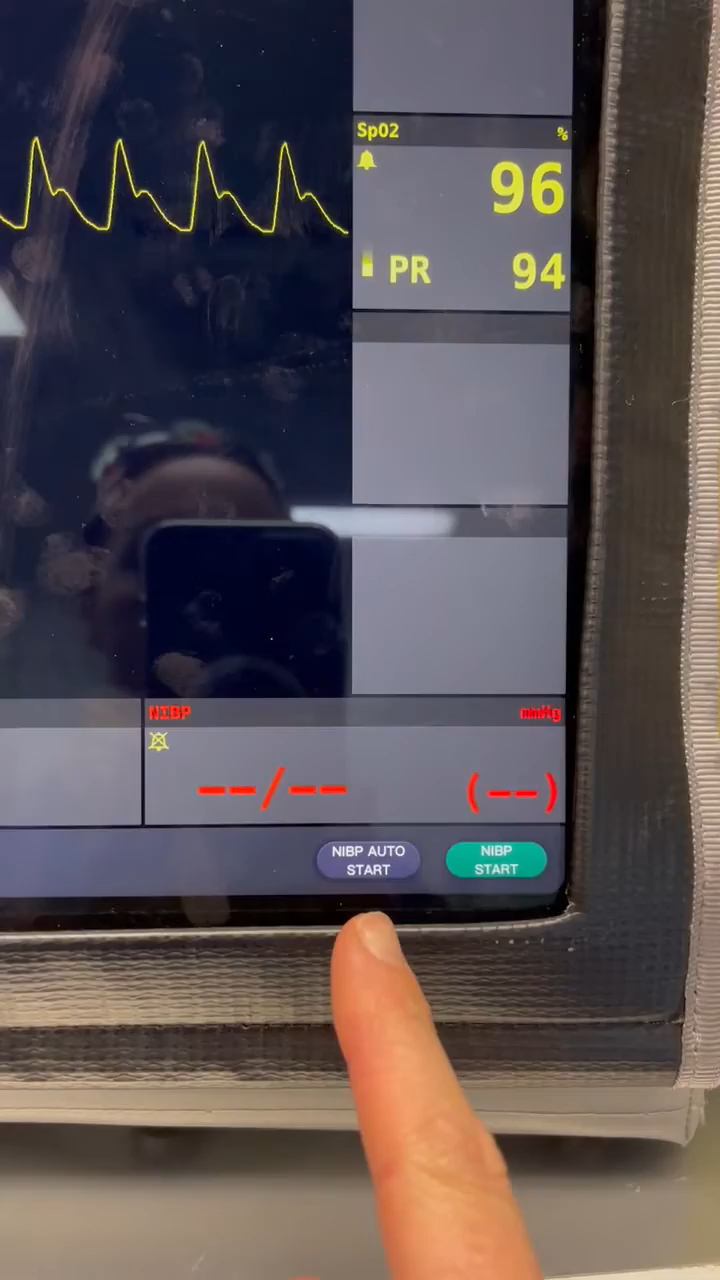 SpO2 %
96
PR 94
NIBP mmHg
--/-- (--)
NIBP AUTO START
NIBP START